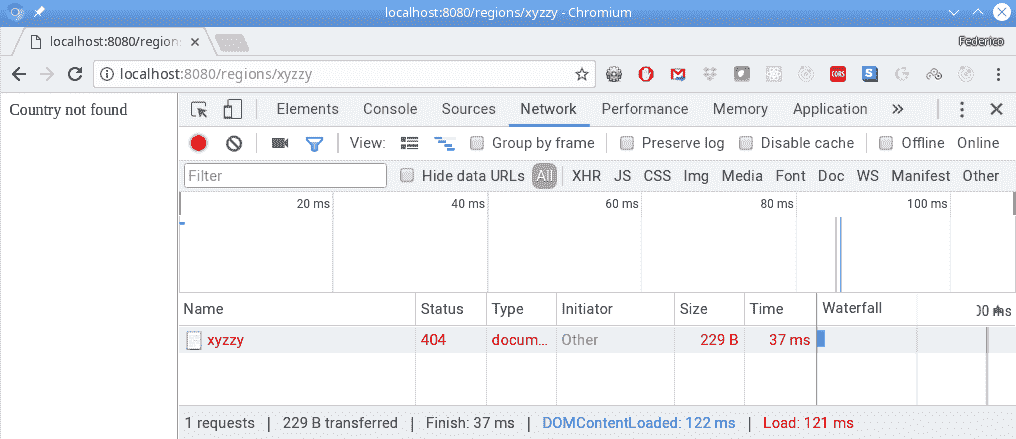 localhost:8080/regions/xyzzy - Chromium
localhost:8080/regions
Federico
localhost:8080/regions/xyzzy
CORS
S
Country not found
Elements Console Sources Network Performance Memory Application »
View: Group by frame Preserve log Disable cache Offline Online
Filter Hide data URLs All XHR JS CSS Img Media Font Doc WS Manifest Other
20 ms 40 ms 60 ms 80 ms 100 ms
Name Status Type Initiator Size Time Waterfall
xyzzy 404 docum... Other 229 B 37 ms
1 requests | 229 B transferred | Finish: 37 ms | DOMContentLoaded: 122 ms | Load: 121 ms